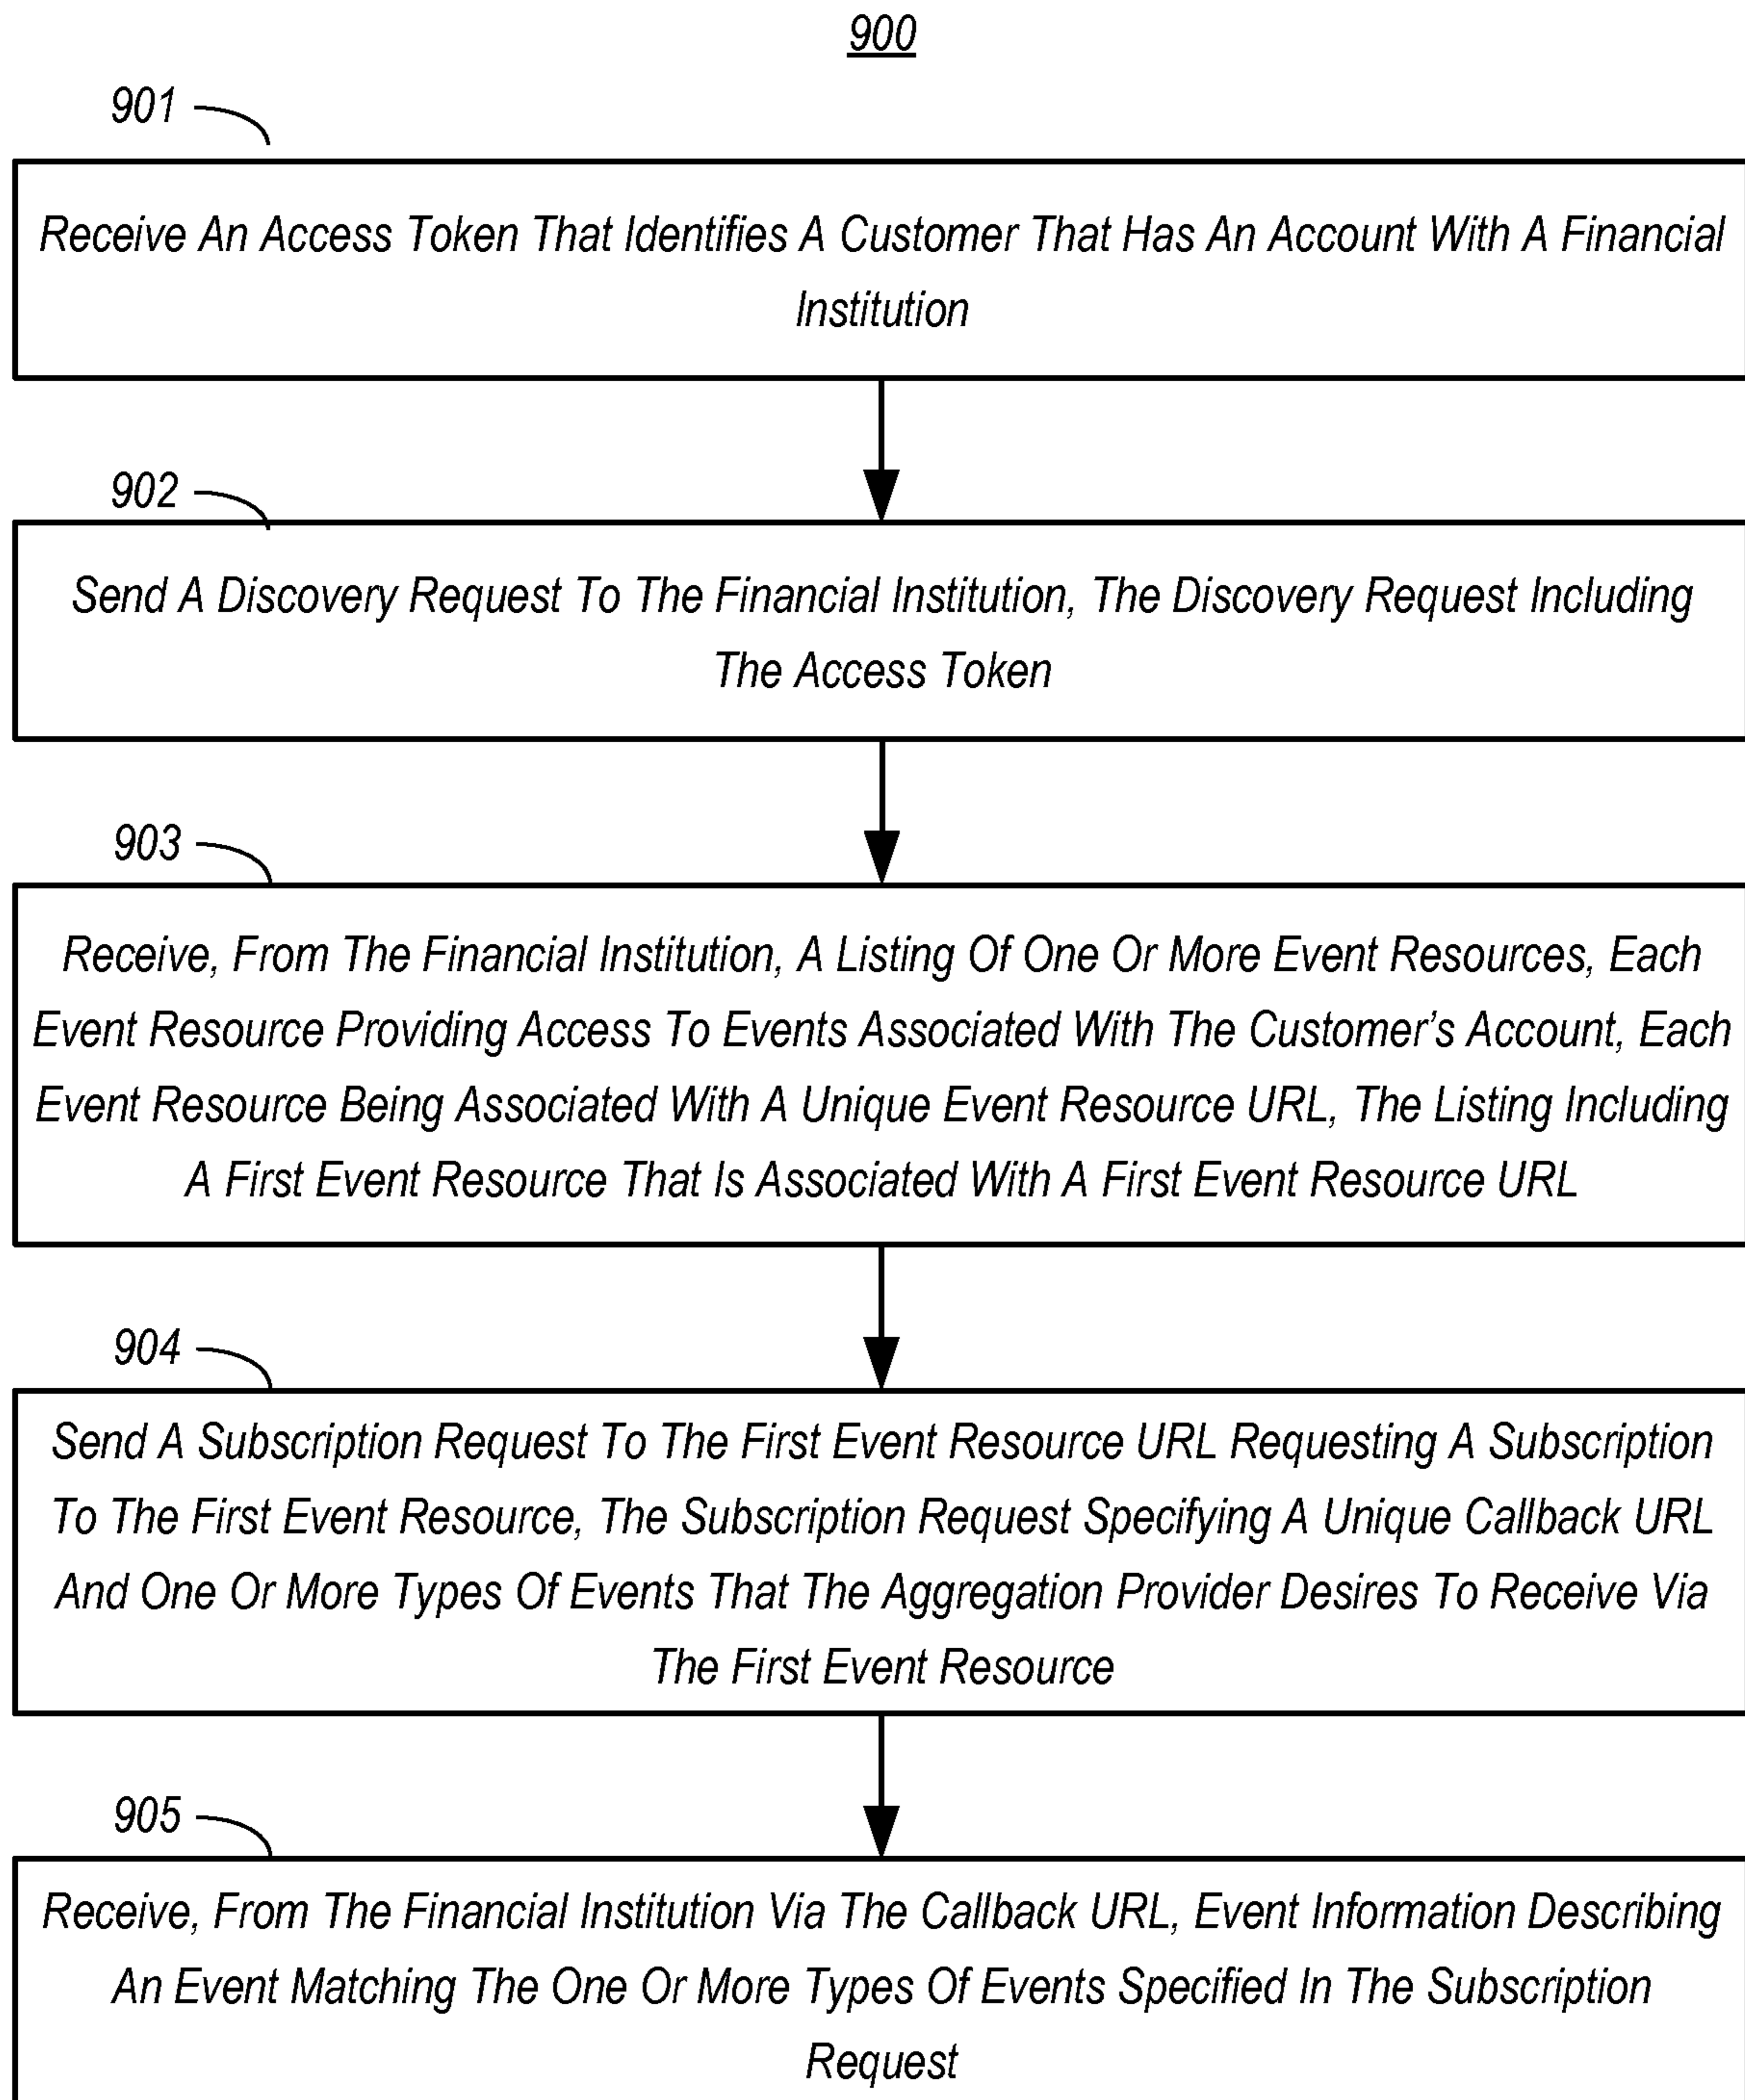 900
901
Receive An Access Token That Identifies A Customer That Has An Account With A Financial
Institution
902
Send A Discovery Request To The Financial Institution, The Discovery Request Including
The Access Token
903
Receive, From The Financial Institution, A Listing Of One Or More Event Resources, Each
Event Resource Providing Access To Events Associated With The Customer's Account, Each
Event Resource Being Associated With A Unique Event Resource URL, The Listing Including
A First Event Resource That Is Associated With A First Event Resource URL
904
Send A Subscription Request To The First Event Resource URL Requesting A Subscription
To The First Event Resource, The Subscription Request Specifying A Unique Callback URL
And One Or More Types Of Events That The Aggregation Provider Desires To Receive Via
The First Event Resource
905
Receive, From The Financial Institution Via The Callback URL, Event Information Describing
An Event Matching The One Or More Types Of Events Specified In The Subscription
Request